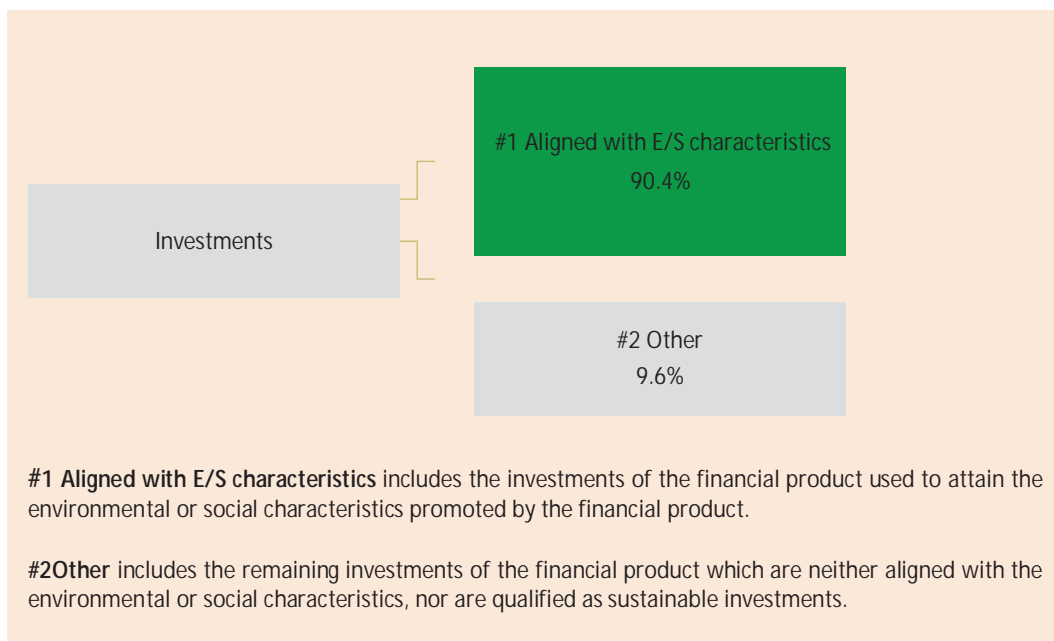 #1 Aligned with E/S characteristics
90.4%
Investments
#2 Other
9.6%
#1 Aligned with E/S characteristics includes the investments of the financial product used to attain the
environmental or social characteristics promoted by the financial product.
#2Other includes the remaining investments of the financial product which are neither aligned with the
environmental or social characteristics, nor are qualified as sustainable investments.